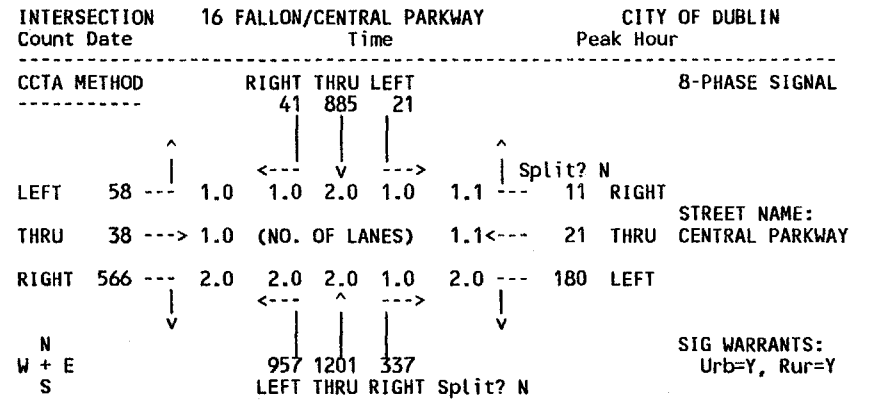 INTERSECTION 16 FALLON/CENTRAL PARKWAY CITY OF DUBLIN
Count Date Time Peak Hour
--------------------------------------------------------------------------------
CCTA METHOD RIGHT THRU LEFT 8-PHASE SIGNAL
----------- 41 885 21
^ | | | ^
| <--- v ---> | Split? N
LEFT 58 --- 1.0 1.0 2.0 1.0 1.1 --- 11 RIGHT
STREET NAME:
THRU 38 ---> 1.0 (NO. OF LANES) 1.1<--- 21 THRU CENTRAL PARKWAY
RIGHT 566 --- 2.0 2.0 2.0 1.0 2.0 --- 180 LEFT
| <--- ^ ---> |
v | | | v
N SIG WARRANTS:
W + E 957 1201 337 Urb=Y, Rur=Y
S LEFT THRU RIGHT Split? N